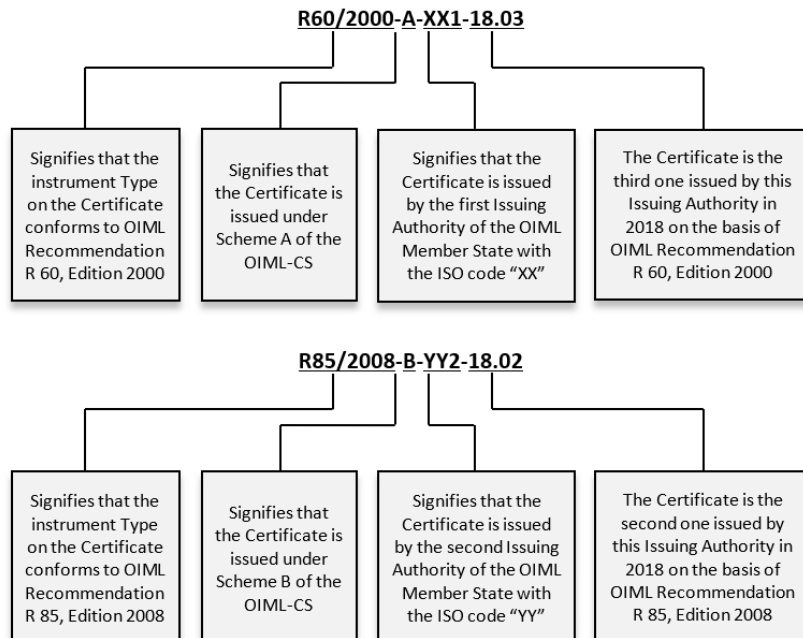 R60/2000-A-XX1-18.03
Signifies that the
instrument Type
on the Certificate
conforms to OIML
Recommendation
R 60, Edition 2000
Signifies that
the Certificate is
issued under
Scheme A of the
OIML-CS
Signifies that the
Certificate is issued
by the first Issuing
Authority of the OIML
Member State with
the ISO code “XX”
The Certificate is the
third one issued by this
Issuing Authority in
2018 on the basis of
OIML Recommendation
R 60, Edition 2000
R85/2008-B-YY2-18.02
Signifies that the
instrument Type
on the Certificate
conforms to OIML
Recommendation
R 85, Edition 2008
Signifies that
the Certificate is
issued under
Scheme B of the
OIML-CS
Signifies that the
Certificate is issued
by the second Issuing
Authority of the OIML
Member State with
the ISO code “YY”
The Certificate is the
second one issued by
this Issuing Authority in
2018 on the basis of
OIML Recommendation
R 85, Edition 2008